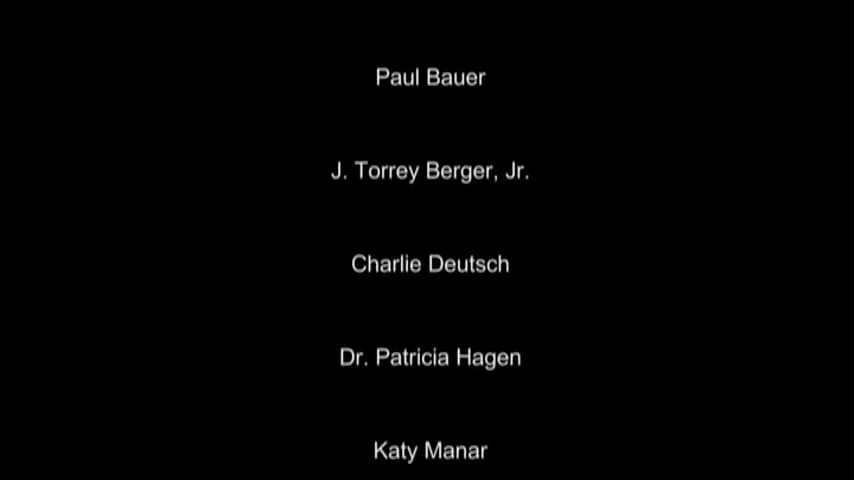 Paul Bauer
J. Torrey Berger, Jr.
Charlie Deutsch
Dr. Patricia Hagen
Katy Manar